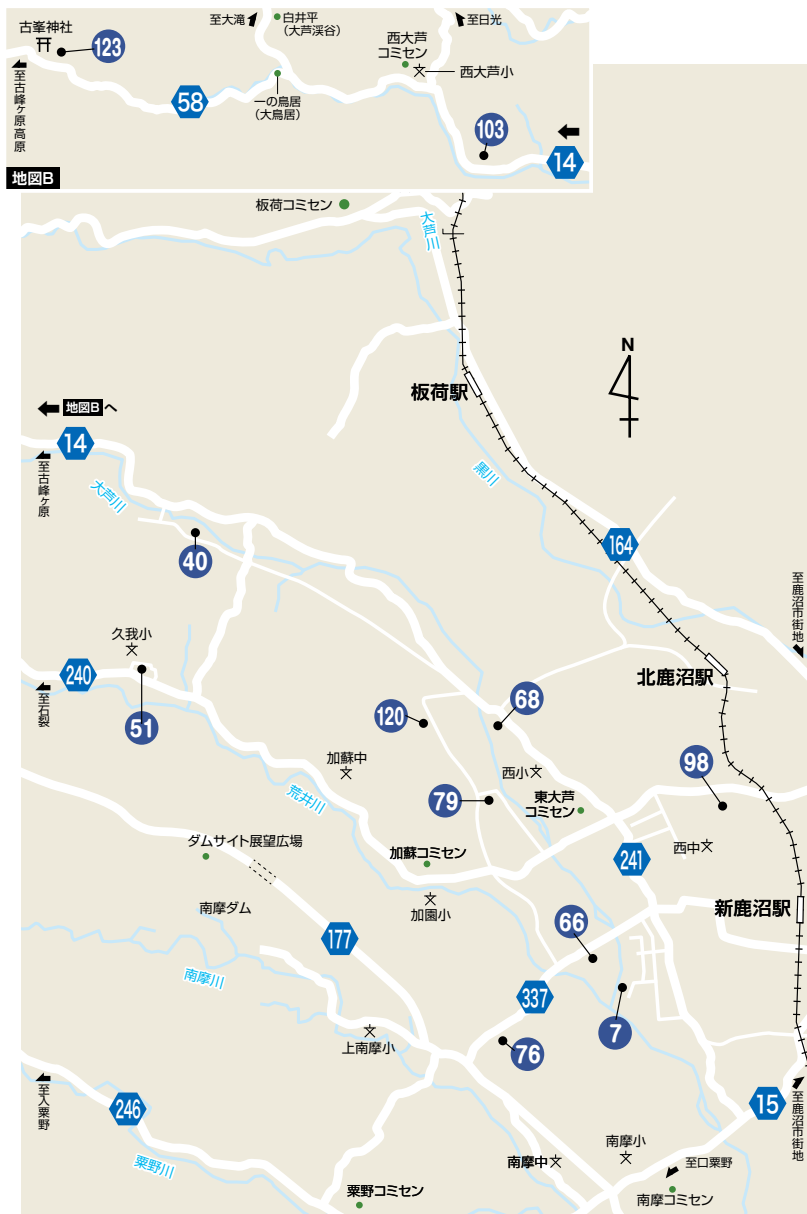 至大滝
白井平
(大芦渓谷)
至日光
古峯神社
123
西大芦
コミセン
西大芦小
至古峰ヶ原高原
58
一の鳥居
(大鳥居)
103
14
地図B
板荷コミセン
大芦川
N
板荷駅
地図Bへ
14
至古峰ヶ原
大芦川
黒川
40
164
至鹿沼市街地
久我小
240
至石裂
51
北鹿沼駅
120
68
加蘇中
西小
98
79
東大芦
コミセン
荒井川
ダムサイト展望広場
加蘇コミセン
241
西中
加園小
南摩ダム
新鹿沼駅
66
177
南摩川
337
7
上南摩小
76
至入粟野
246
15
至鹿沼市街地
粟野川
南摩中
南摩小
至口粟野
粟野コミセン
南摩コミセン